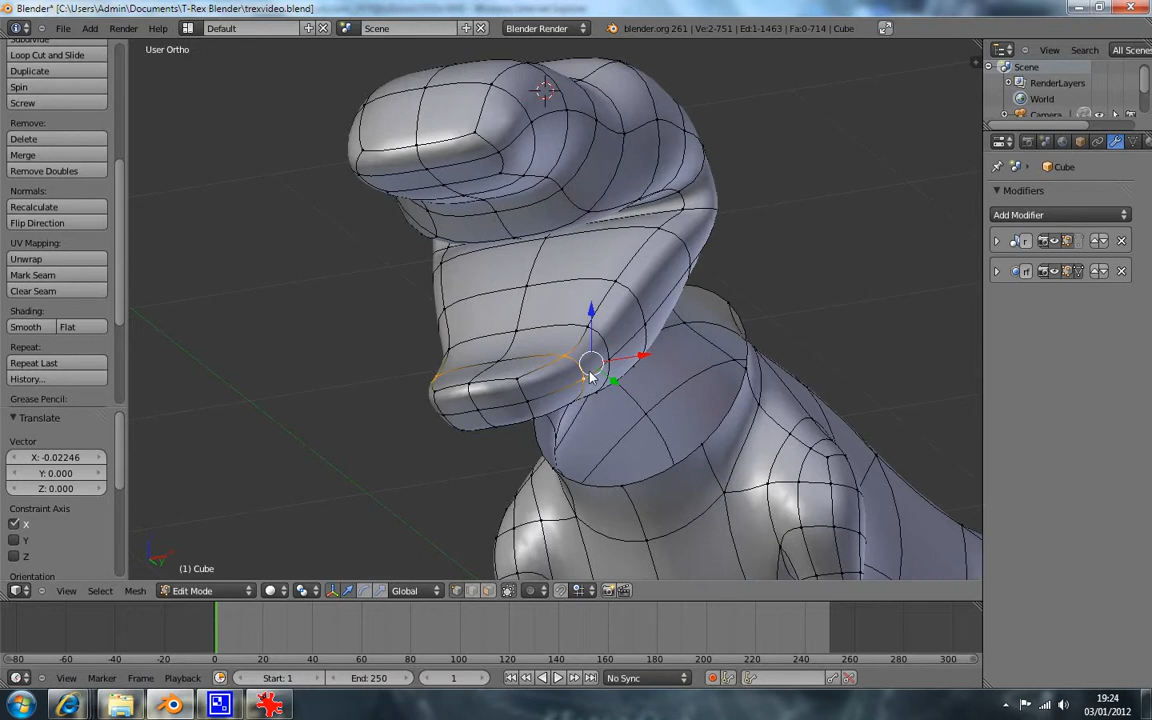 Blender* [C:\Users\Admin\Documents\T-Rex Blender\trexvideo.blend]
File Add Render Help Default Scene Blender Render blender.org 261 | Ve:2-751 | Ed:1-1463 | Fa:0-714 | Cube
View Search All Scenes
Scene
RenderLayers
World
Camera
Cube
Modifiers
Add Modifier
r
rf
Subdivide
Loop Cut and Slide
Duplicate
Spin
Screw
Remove:
Delete
Merge
Remove Doubles
Normals:
Recalculate
Flip Direction
UV Mapping:
Unwrap
Mark Seam
Clear Seam
Shading:
Smooth Flat
Repeat:
Repeat Last
History...
Grease Pencil:
Translate
Vector
X: -0.02246
Y: 0.000
Z: 0.000
Constraint Axis
X
Y
Z
Orientation
User Ortho
(1) Cube
View Select Mesh Edit Mode Global
-80 -60 -40 -20 0 20 40 60 80 100 120 140 160 180 200 220 240 260 280 300
View Marker Frame Playback Start: 1 End: 250 1 No Sync
19:24
03/01/2012